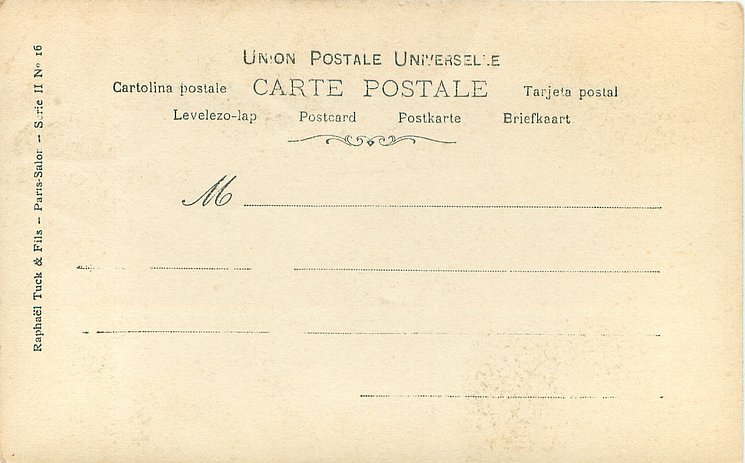 UNION POSTALE UNIVERSELLE
Cartolina postale CARTE POSTALE Tarjeta postal
Levelezo-lap Postcard Postkarte Briefkaart
M
Raphaël Tuck & Fils – Paris-Salon – Serie II No 16